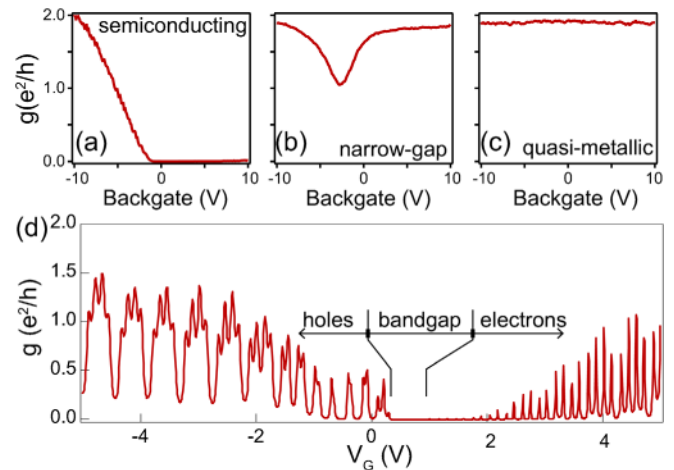 2.0
1.0
0.0
g(e²/h)
semiconducting
(a)
-10 0 10
Backgate (V)
(b)
narrow-gap
-10 0 10
Backgate (V)
(c)
quasi-metallic
-10 0 10
Backgate (V)
(d)
2.0
1.5
1.0
0.5
0.0
g (e²/h)
holes bandgap electrons
-4 -2 0 2 4
V_G (V)